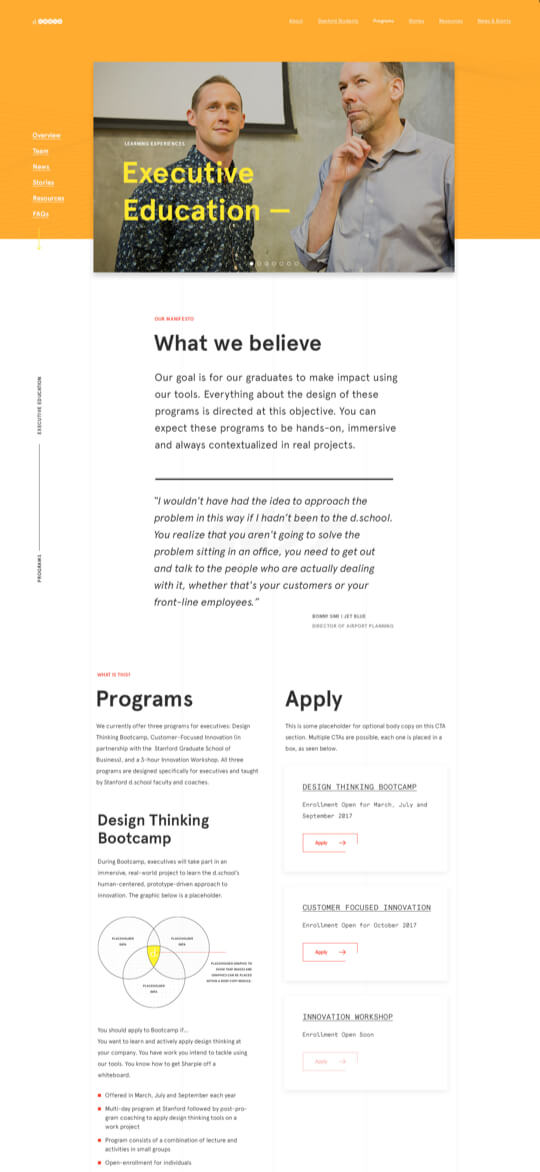 d.
About Stanford Students Programs Stories Resources News & Events
Overview
Team
News
Stories
Resources
FAQs
LEARNING EXPERIENCES
Executive
Education —
EXECUTIVE EDUCATION
PROGRAMS
OUR MANIFESTO
What we believe
Our goal is for our graduates to make impact using
our tools. Everything about the design of these
programs is directed at this objective. You can
expect these programs to be hands-on, immersive
and always contextualized in real projects.
"I wouldn't have had the idea to approach the
problem in this way if I hadn't been to the d.school.
You realize that you aren't going to solve the
problem sitting in an office, you need to get out
and talk to the people who are actually dealing
with it, whether that's your customers or your
front-line employees."
BONNY SIMI | JET BLUE
DIRECTOR OF AIRPORT PLANNING
WHAT IS THIS?
Programs
We currently offer three programs for executives: Design
Thinking Bootcamp, Customer-Focused Innovation (in
partnership with the Stanford Graduate School of
Business), and a 3-hour Innovation Workshop. All three
programs are designed specifically for executives and taught
by Stanford d.school faculty and coaches.
Design Thinking
Bootcamp
During Bootcamp, executives will take part in an
immersive, real-world project to learn the d.school's
human-centered, prototype-driven approach to
innovation. The graphic below is a placeholder.
PLACEHOLDER
DATA
PLACEHOLDER
DATA
PLACEHOLDER
DATA
PLACEHOLDER GRAPHIC TO
SHOW THAT IMAGES AND
GRAPHICS CAN BE PLACED
WITHIN A BODY COPY MODULE.
You should apply to Bootcamp if...
You want to learn and actively apply design thinking at
your company. You have work you intend to tackle using
our tools. You know how to get Sharpie off a
whiteboard.
Offered in March, July and September each year
Multi-day program at Stanford followed by post-pro-
gram coaching to apply design thinking tools on a
work project
Program consists of a combination of lecture and
activities in small groups
Open-enrollment for individuals
Apply
This is some placeholder for optional body copy on this CTA
section. Multiple CTAs are possible, each one is placed in a
box, as seen below.
DESIGN THINKING BOOTCAMP
Enrollment Open for March, July and
September 2017
Apply
CUSTOMER FOCUSED INNOVATION
Enrollment Open for October 2017
Apply
INNOVATION WORKSHOP
Enrollment Open Soon
Apply